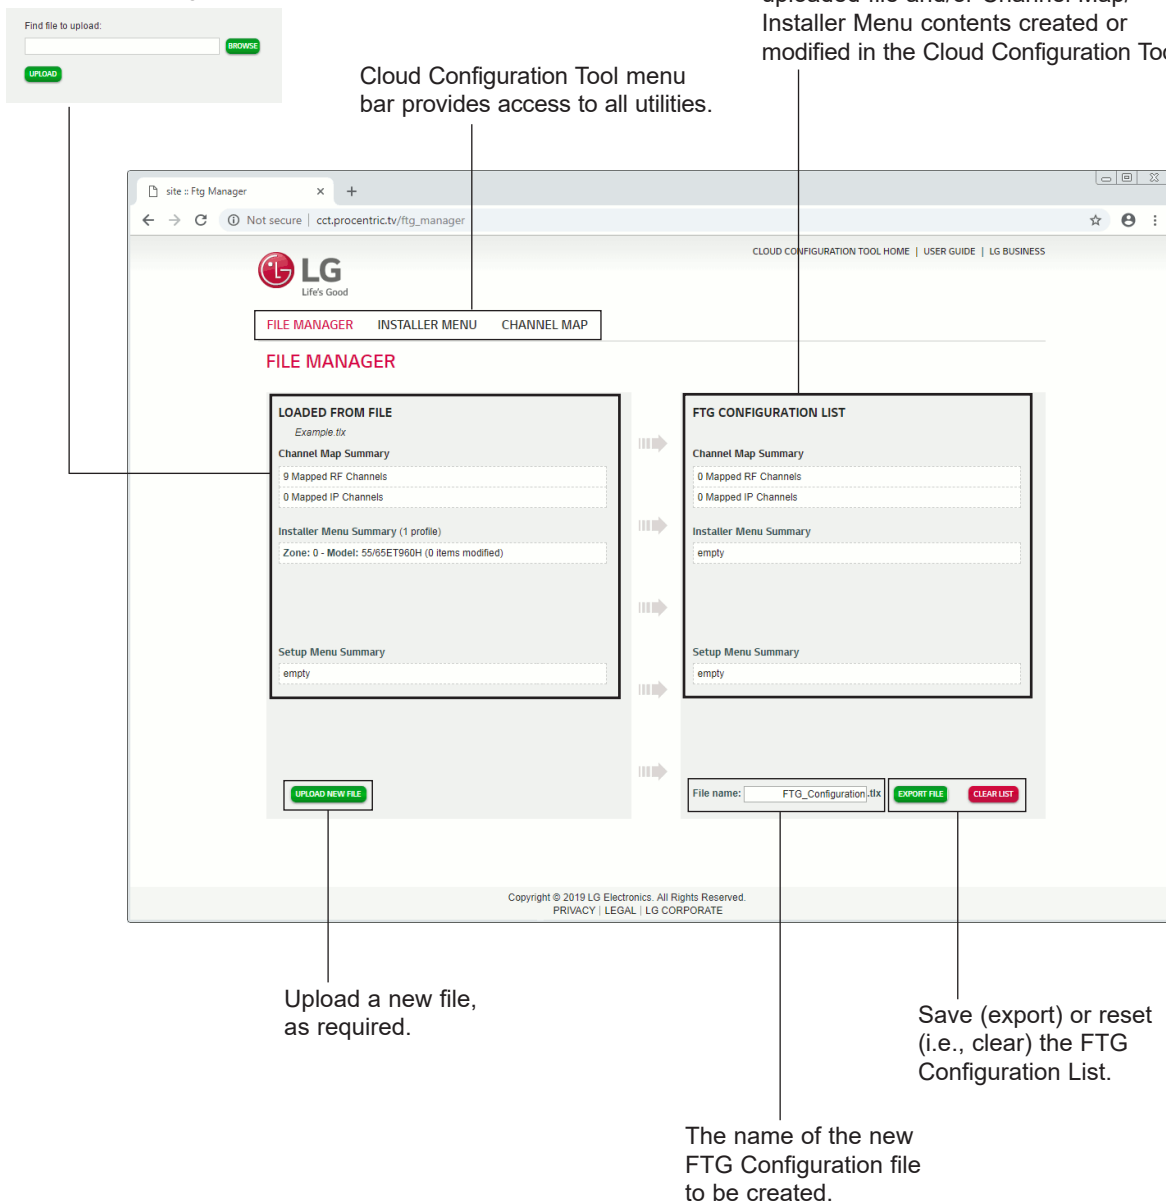 Find file to upload:
BROWSE
UPLOAD
Installer Menu contents created or
modified in the Cloud Configuration
Cloud Configuration Tool menu
bar provides access to all utilities.
site :: Ftg Manager
Not secure | cct.procentric.tv/ftg_manager
CLOUD CONFIGURATION TOOL HOME | USER GUIDE | LG BUSINESS
LG
Life's Good
FILE MANAGER INSTALLER MENU CHANNEL MAP
FILE MANAGER
LOADED FROM FILE
Example.tlx
Channel Map Summary
9 Mapped RF Channels
0 Mapped IP Channels
Installer Menu Summary (1 profile)
Zone: 0 - Model: 55/65ET960H (0 items modified)
Setup Menu Summary
empty
UPLOAD NEW FILE
FTG CONFIGURATION LIST
Channel Map Summary
0 Mapped RF Channels
0 Mapped IP Channels
Installer Menu Summary
empty
Setup Menu Summary
empty
File name: FTG_Configuration .tlx EXPORT FILE CLEAR LIST
Copyright © 2019 LG Electronics. All Rights Reserved.
PRIVACY | LEGAL | LG CORPORATE
Upload a new file,
as required.
Save (export) or reset
(i.e., clear) the FTG
Configuration List.
The name of the new
FTG Configuration file
to be created.